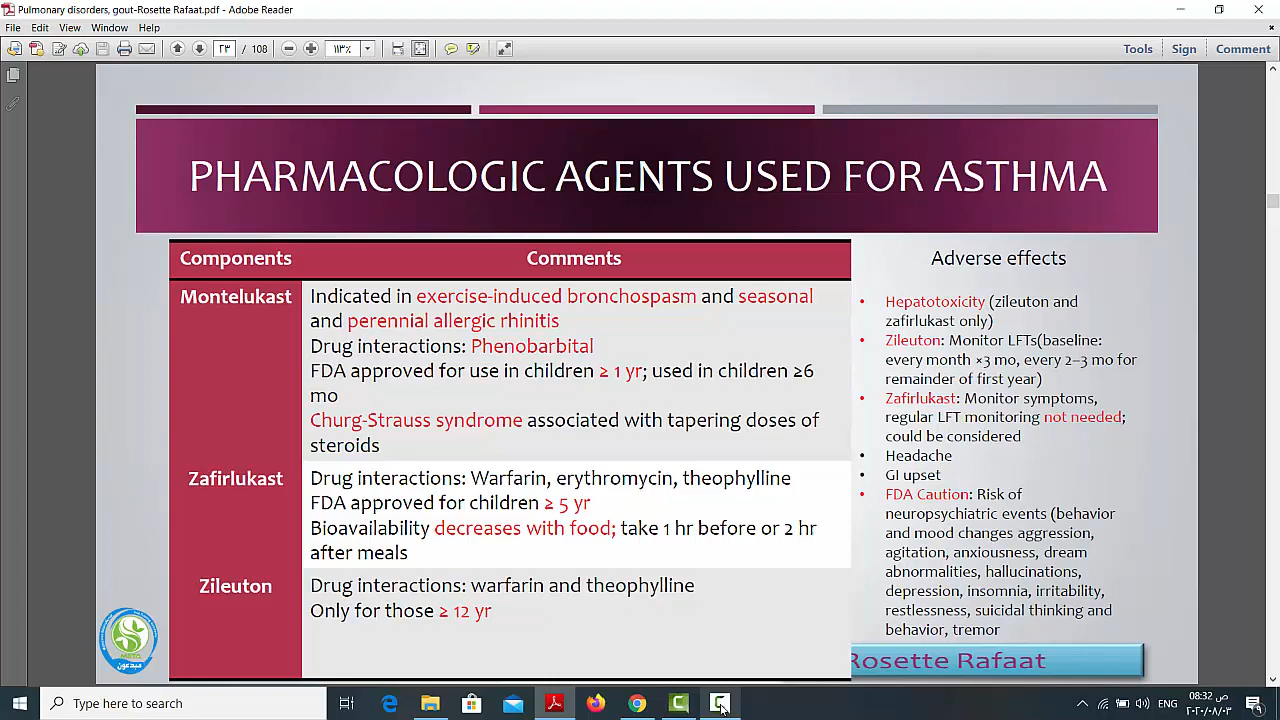 Pulmonary disorders, gout-Rosette Rafaat.pdf - Adobe Reader
File Edit View Window Help
٢٣ / 108
١١٣%
Tools Sign Comment
PHARMACOLOGIC AGENTS USED FOR ASTHMA
Components Comments
Montelukast
Indicated in exercise-induced bronchospasm and seasonal
and perennial allergic rhinitis
Drug interactions: Phenobarbital
FDA approved for use in children ≥ 1 yr; used in children ≥6
mo
Churg-Strauss syndrome associated with tapering doses of
steroids
Zafirlukast
Drug interactions: Warfarin, erythromycin, theophylline
FDA approved for children ≥ 5 yr
Bioavailability decreases with food; take 1 hr before or 2 hr
after meals
Zileuton
Drug interactions: warfarin and theophylline
Only for those ≥ 12 yr
Adverse effects
• Hepatotoxicity (zileuton and
zafirlukast only)
• Zileuton: Monitor LFTs(baseline:
every month ×3 mo, every 2–3 mo for
remainder of first year)
• Zafirlukast: Monitor symptoms,
regular LFT monitoring not needed;
could be considered
• Headache
• GI upset
• FDA Caution: Risk of
neuropsychiatric events (behavior
and mood changes aggression,
agitation, anxiousness, dream
abnormalities, hallucinations,
depression, insomnia, irritability,
restlessness, suicidal thinking and
behavior, tremor
Rosette Rafaat
ميدعون
Type here to search
08:32 ص
٢٠٢٠/٠٨/٠٣